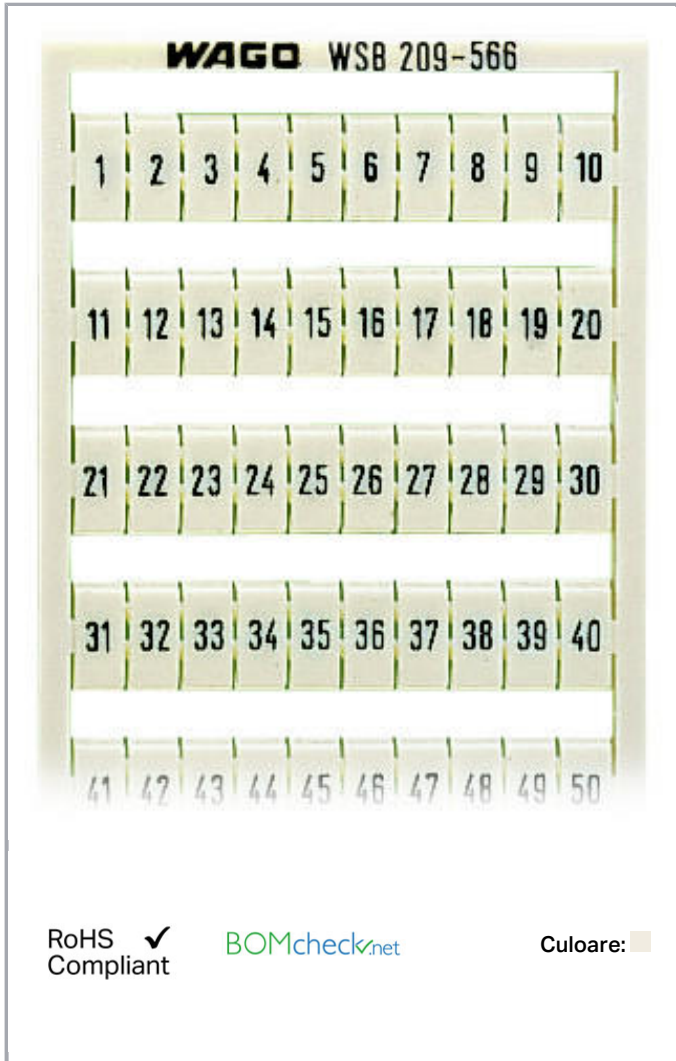 WAGO WSB 209-566
1 2 3 4 5 6 7 8 9 10
11 12 13 14 15 16 17 18 19 20
21 22 23 24 25 26 27 28 29 30
31 32 33 34 35 36 37 38 39 40
41 42 43 44 45 46 47 48 49 50
RoHS ✓ BOMcheck.net Culoare:
Compliant